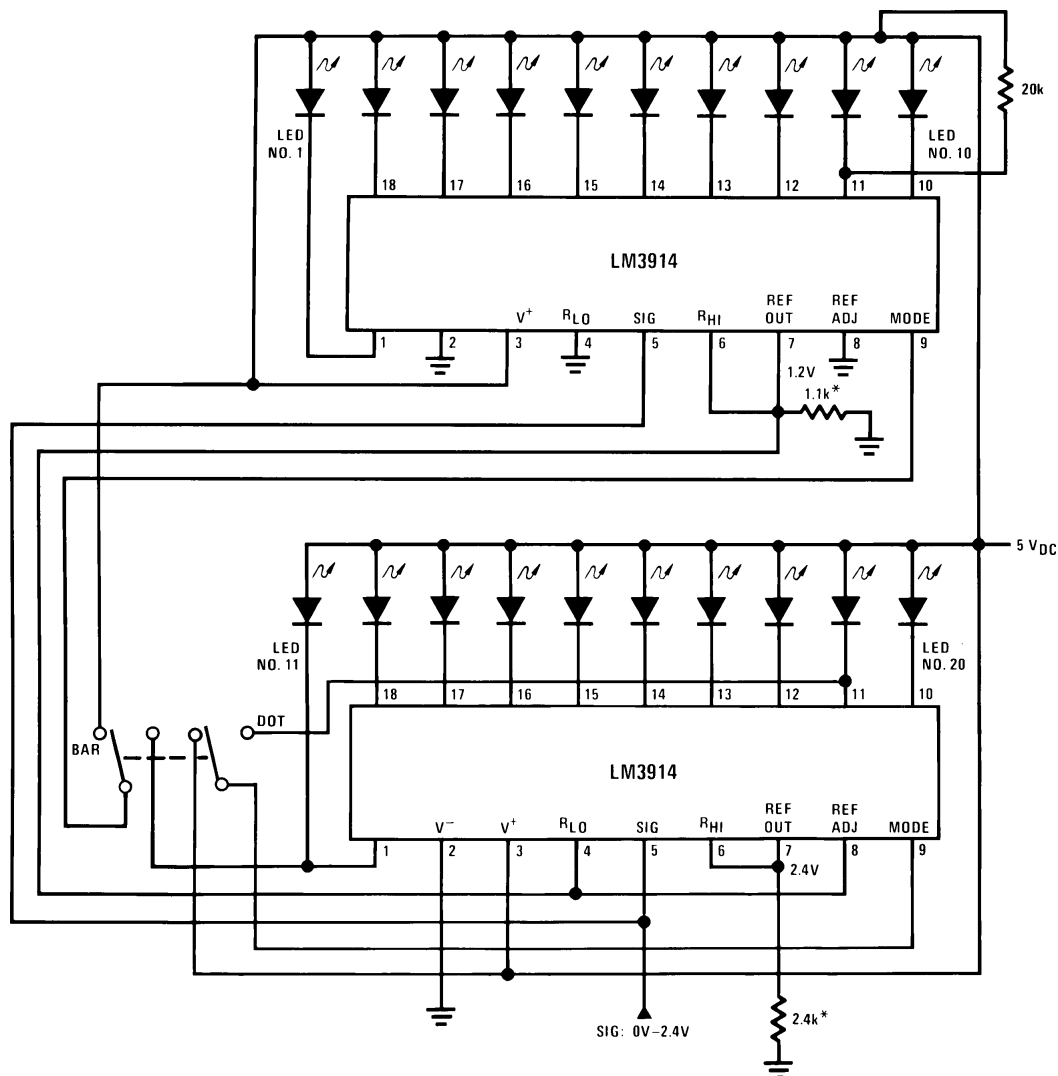 20k
LED
NO. 1
LED
NO. 10
18 17 16 15 14 13 12 11 10
LM3914
V+ RLO SIG RHI REF OUT REF ADJ MODE
1 2 3 4 5 6 7 8 9
1.2V
1.1k*
5 VDC
LED
NO. 11
LED
NO. 20
18 17 16 15 14 13 12 11 10
DOT
BAR
LM3914
V− V+ RLO SIG RHI REF OUT REF ADJ MODE
1 2 3 4 5 6 7 8 9
2.4V
2.4k*
SIG: 0V−2.4V